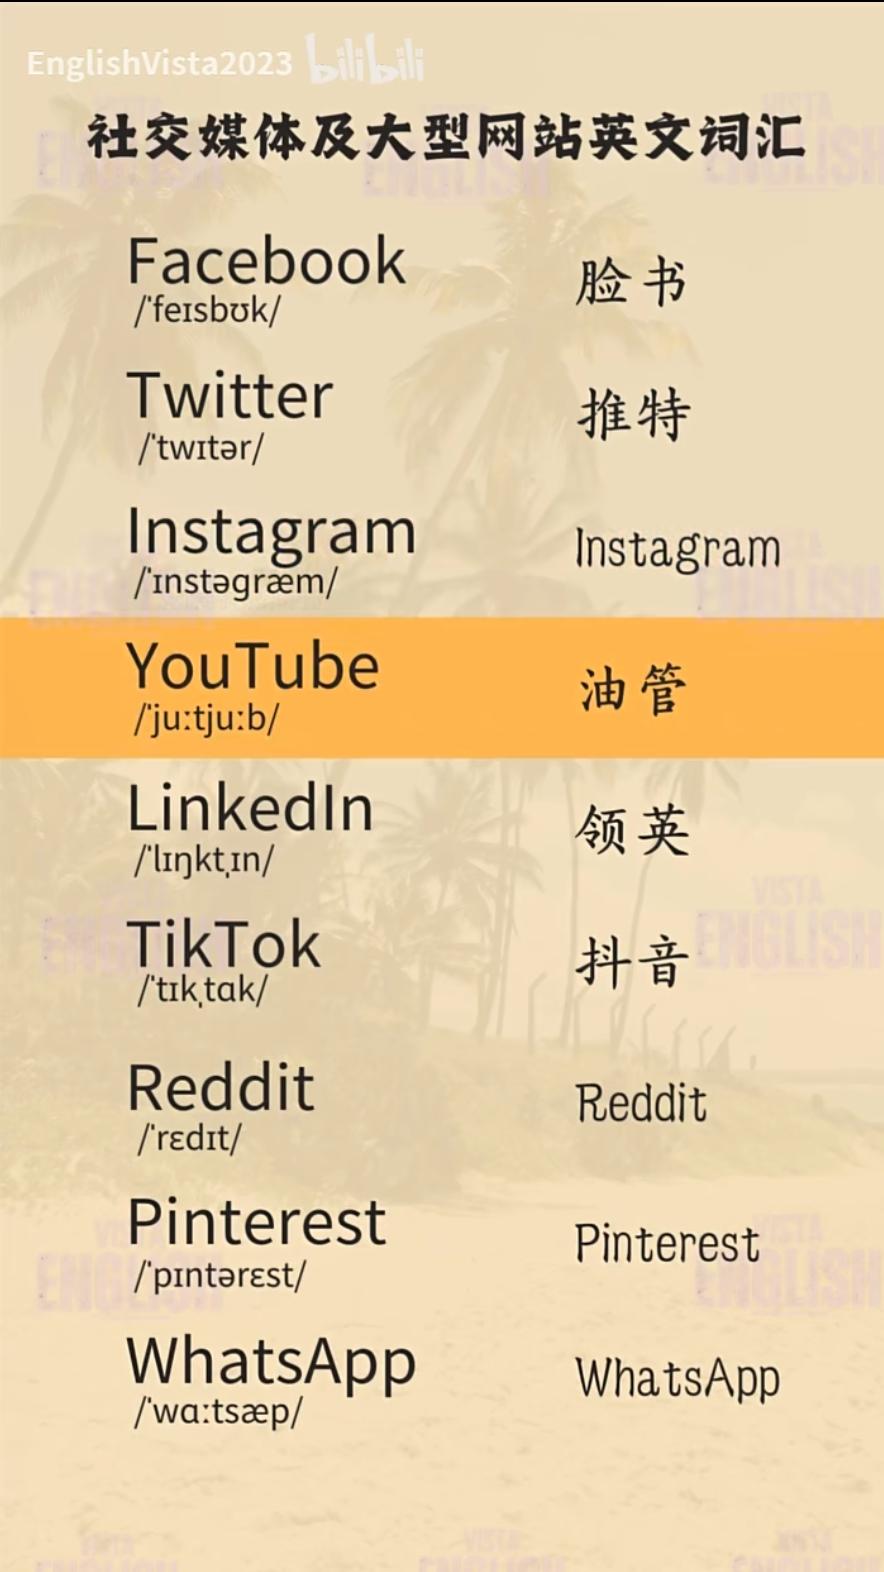 EnglishVista2023 bilibili
社交媒体及大型网站英文词汇
Facebook 脸书
/ˈfeɪsbʊk/
Twitter 推特
/ˈtwɪtər/
Instagram Instagram
/ˈɪnstəgræm/
YouTube 油管
/ˈjuːtjuːb/
LinkedIn 领英
/ˈlɪŋktˌɪn/
TikTok 抖音
/ˈtɪkˌtɑk/
Reddit Reddit
/ˈrɛdɪt/
Pinterest Pinterest
/ˈpɪntərɛst/
WhatsApp WhatsApp
/ˈwɑːtsæp/
VISTA
ENGLISH